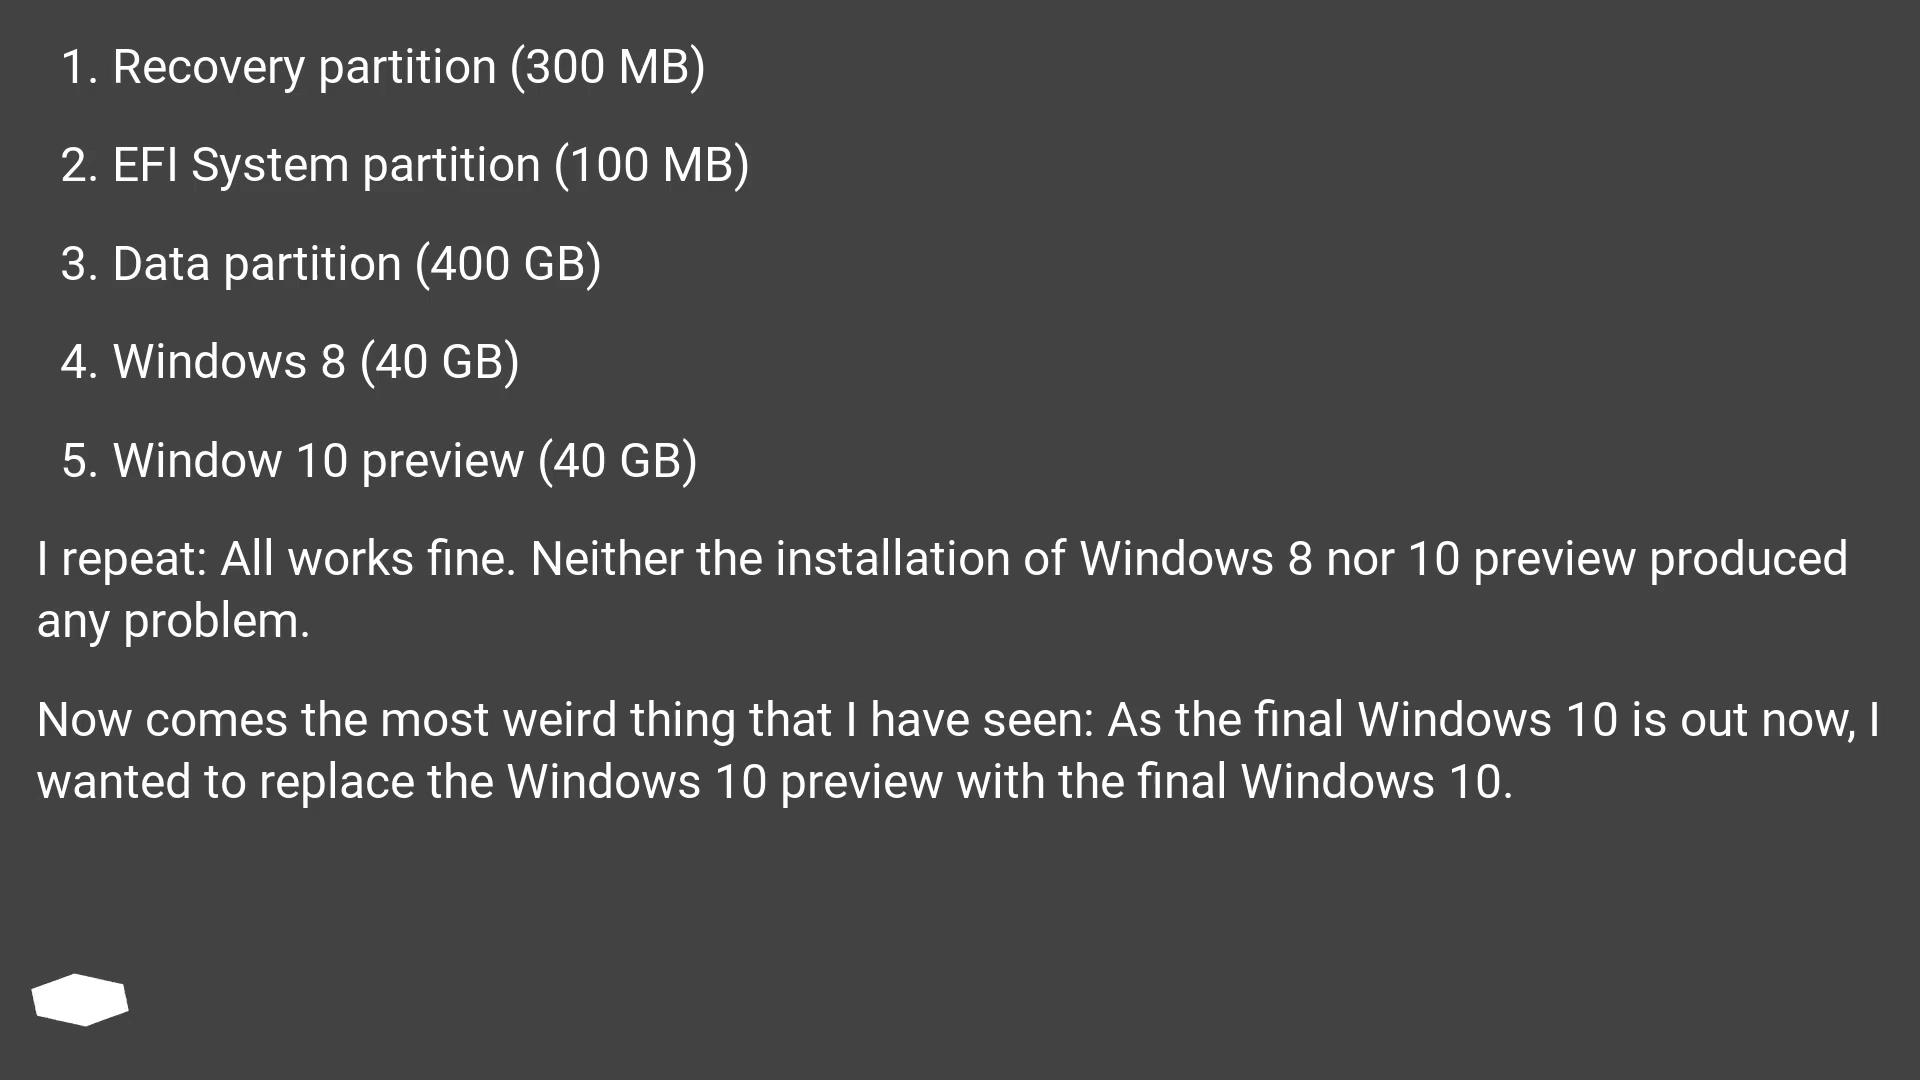 1. Recovery partition (300 MB)
2. EFI System partition (100 MB)
3. Data partition (400 GB)
4. Windows 8 (40 GB)
5. Window 10 preview (40 GB)
I repeat: All works fine. Neither the installation of Windows 8 nor 10 preview produced
any problem.
Now comes the most weird thing that I have seen: As the final Windows 10 is out now, I
wanted to replace the Windows 10 preview with the final Windows 10.